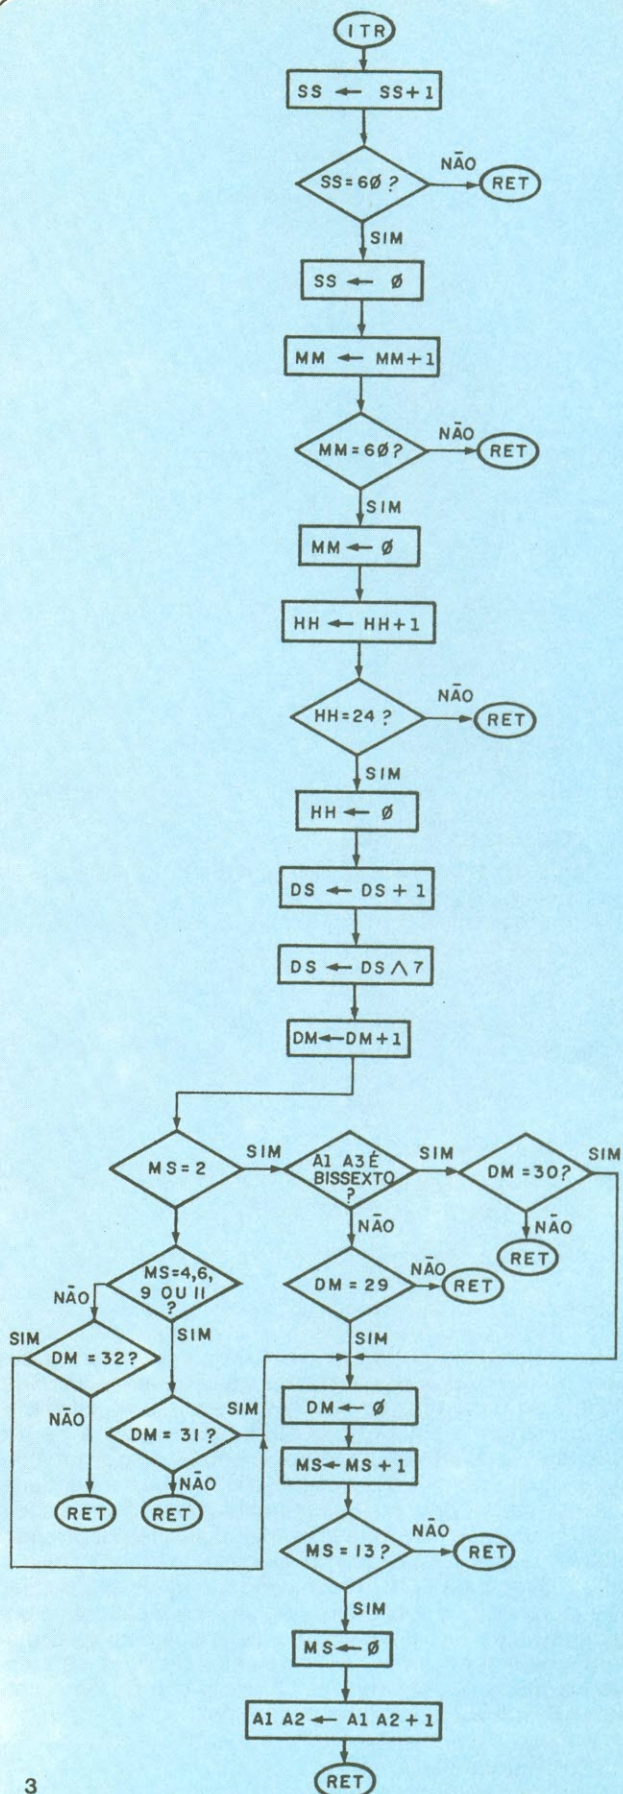 ITR
SS ← SS+1
SS=6Ø?
NÃO
RET
SIM
SS ← Ø
MM ← MM+1
MM=6Ø?
NÃO
RET
SIM
MM ← Ø
HH ← HH+1
HH=24?
NÃO
RET
SIM
HH ← Ø
DS ← DS+1
DS ← DS∧7
DM←DM+1
MS=2
SIM
A1 A3 É
BISSEXTO
?
SIM
DM=30?
SIM
NÃO
RET
NÃO
DM=29
NÃO
RET
SIM
MS=4,6,
9 OU 11
?
NÃO
SIM
SIM
DM=32?
NÃO
RET
DM=31?
SIM
NÃO
RET
DM←Ø
MS←MS+1
MS=13?
NÃO
RET
SIM
MS←Ø
A1 A2 ← A1 A2+1
RET
3